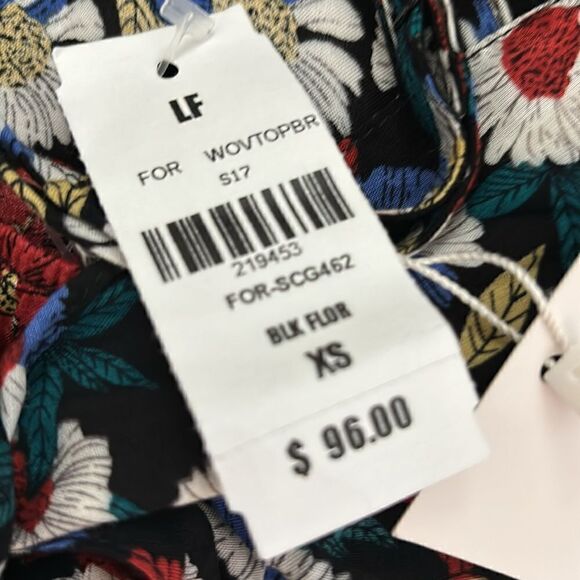 LF
FOR WOVTOPBR
S17
219453
FOR-SCG462
BLK FLOR
XS
$ 96.00